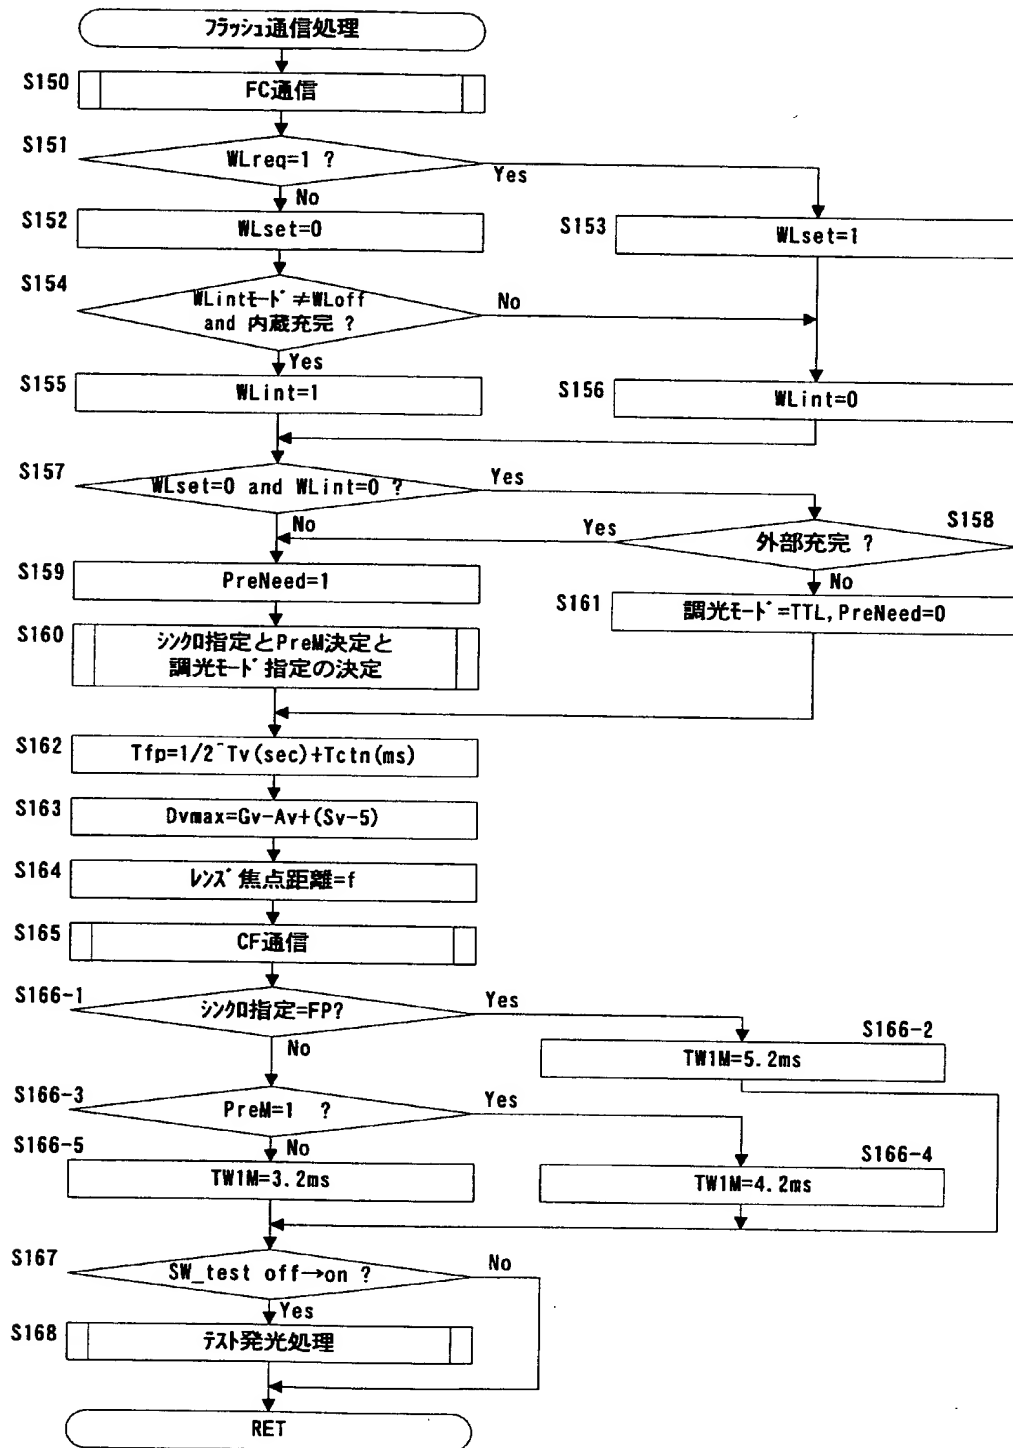 フラッシュ通信処理
S150
FC通信
S151
WLreq=1 ?
Yes
No
S152
WLset=0
S153
WLset=1
S154
WLintモード≠WLoff
and 内蔵充完 ?
No
Yes
S155
WLint=1
S156
WLint=0
S157
WLset=0 and WLint=0 ?
Yes
No
S158
外部充完 ?
Yes
No
S159
PreNeed=1
S161
調光モード=TTL, PreNeed=0
S160
シンクロ指定とPreM決定と
調光モード指定の決定
S162
Tfp=1/2^Tv(sec)+Tctn(ms)
S163
Dvmax=Gv-Av+(Sv-5)
S164
レンズ焦点距離=f
S165
CF通信
S166-1
シンクロ指定=FP?
Yes
No
S166-2
TW1M=5.2ms
S166-3
PreM=1 ?
Yes
No
S166-5
TW1M=3.2ms
S166-4
TW1M=4.2ms
S167
SW_test off→on ?
No
Yes
S168
テスト発光処理
RET